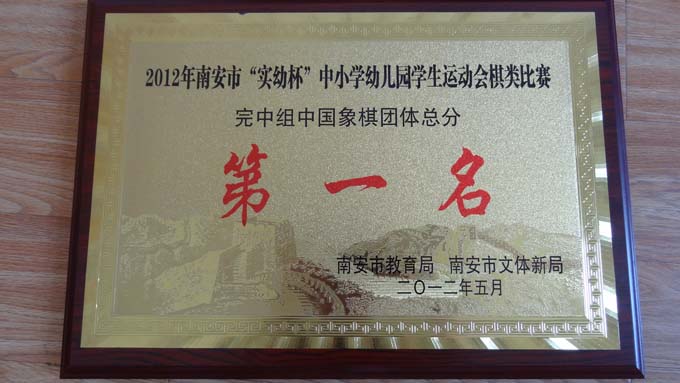 2012年南安市“实幼杯”中小学幼儿园学生运动会棋类比赛
完中组中国象棋团体总分
第一名
南安市教育局 南安市文体新局
二〇一二年五月